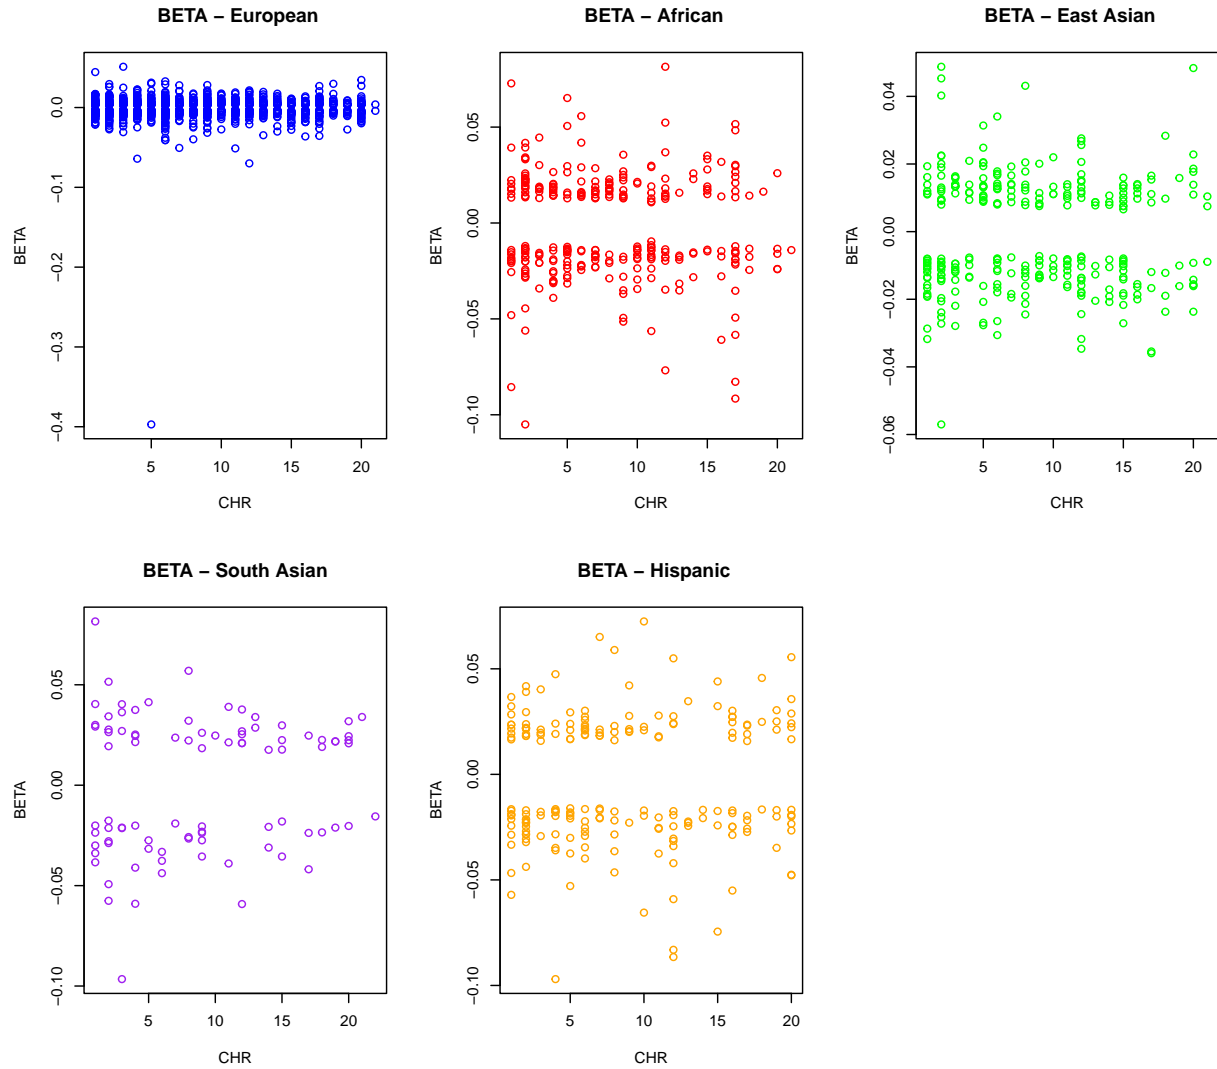 BETA – European
BETA
0.0
−0.1
−0.2
−0.3
−0.4
5 10 15 20
CHR
BETA – African
BETA
0.05
0.00
−0.05
−0.10
5 10 15 20
CHR
BETA – East Asian
BETA
0.04
0.02
0.00
−0.02
−0.04
−0.06
5 10 15 20
CHR
BETA – South Asian
BETA
0.05
0.00
−0.05
−0.10
5 10 15 20
CHR
BETA – Hispanic
BETA
0.05
0.00
−0.05
−0.10
5 10 15 20
CHR